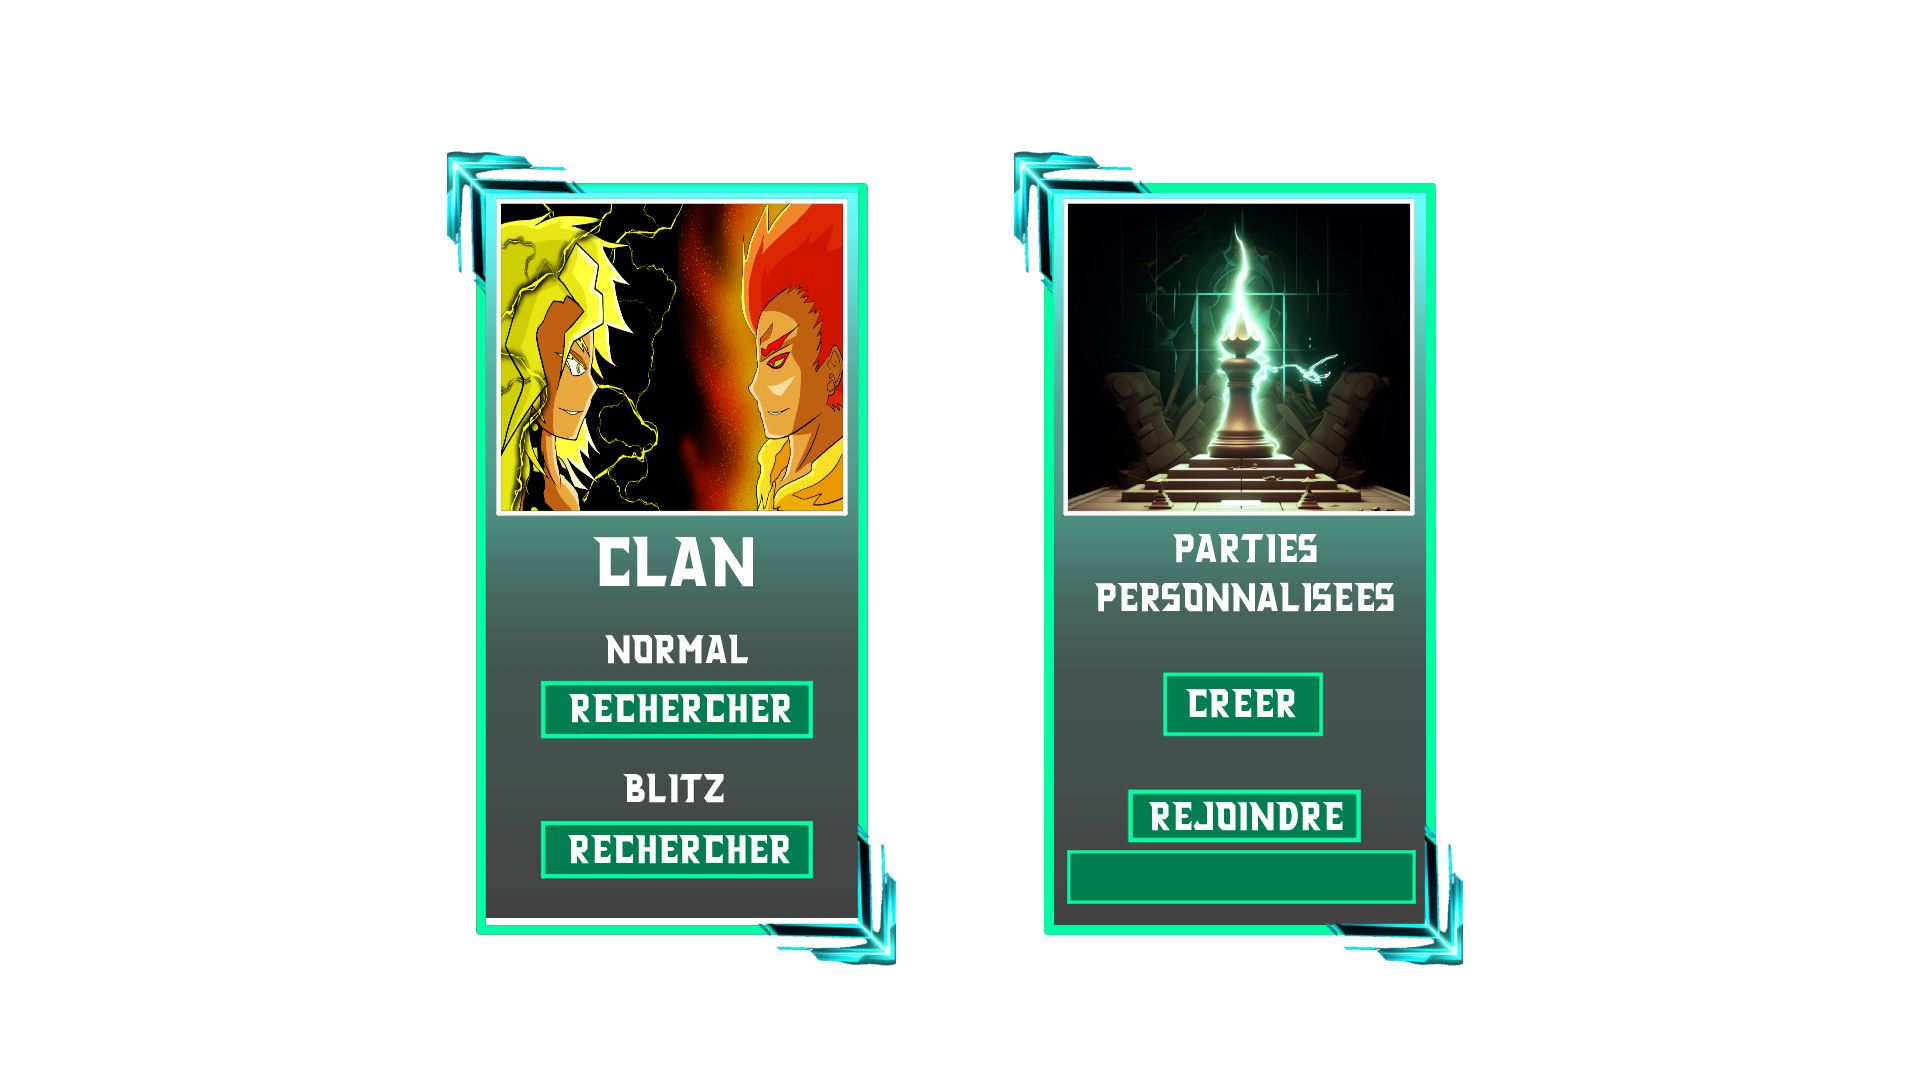 CLAN
NORMAL
RECHERCHER
BLITZ
RECHERCHER
PARTIES
PERSONNALISEES
CREER
REJOINDRE